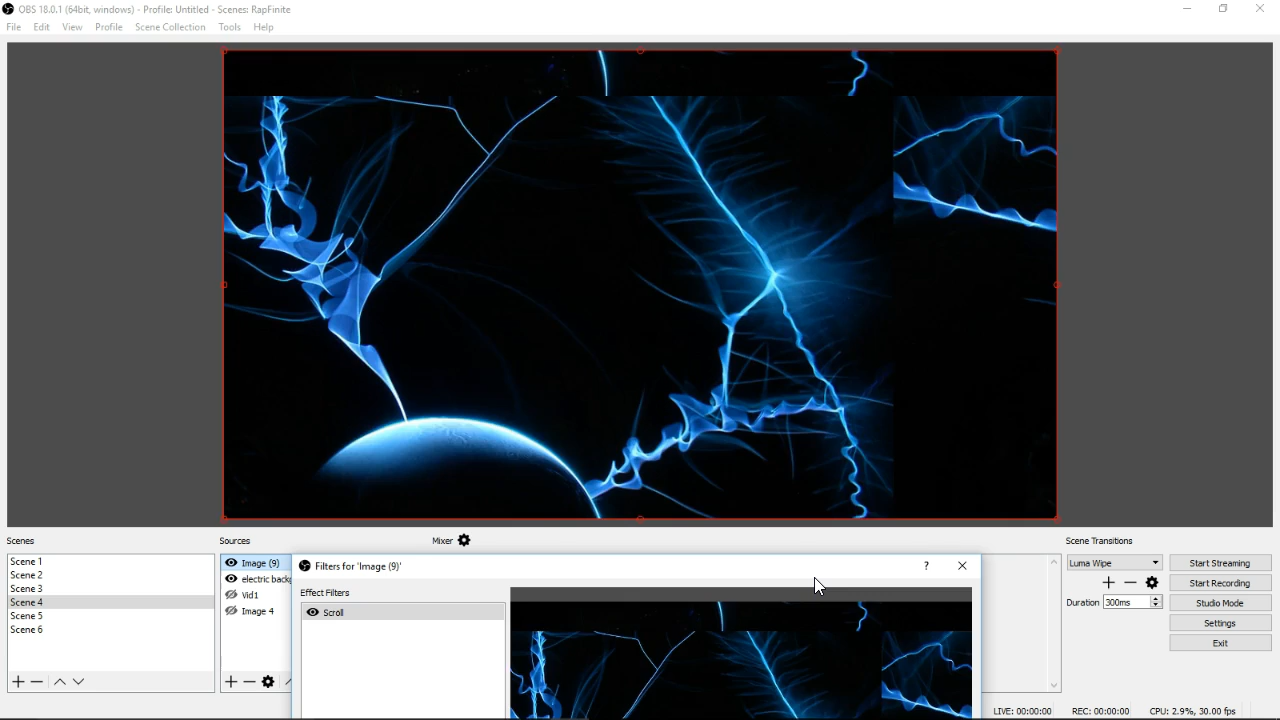 OBS 18.0.1 (64bit, windows) - Profile: Untitled - Scenes: RapFinite
File Edit View Profile Scene Collection Tools Help
Scenes
Scene 1
Scene 2
Scene 3
Scene 4
Scene 5
Scene 6
Sources
Image (9)
electric backg
Vid1
Image 4
Mixer
Filters for 'Image (9)' ?
Effect Filters
Scroll
Scene Transitions
Luma Wipe
Duration 300ms
Start Streaming
Start Recording
Studio Mode
Settings
Exit
LIVE: 00:00:00 REC: 00:00:00 CPU: 2.9%, 30.00 fps